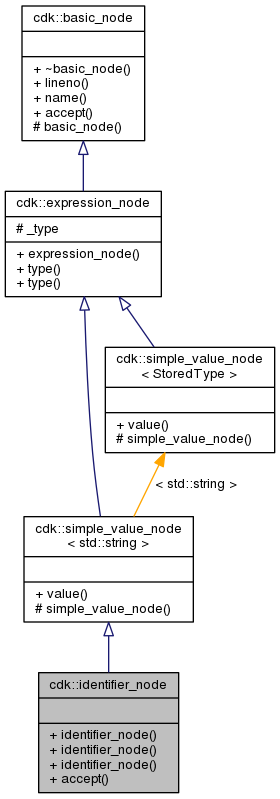 cdk::basic_node
+ ~basic_node()
+ lineno()
+ name()
+ accept()
# basic_node()
cdk::expression_node
# _type
+ expression_node()
+ type()
+ type()
cdk::simple_value_node
< StoredType >
+ value()
# simple_value_node()
< std::string >
cdk::simple_value_node
< std::string >
+ value()
# simple_value_node()
cdk::identifier_node
+ identifier_node()
+ identifier_node()
+ identifier_node()
+ accept()